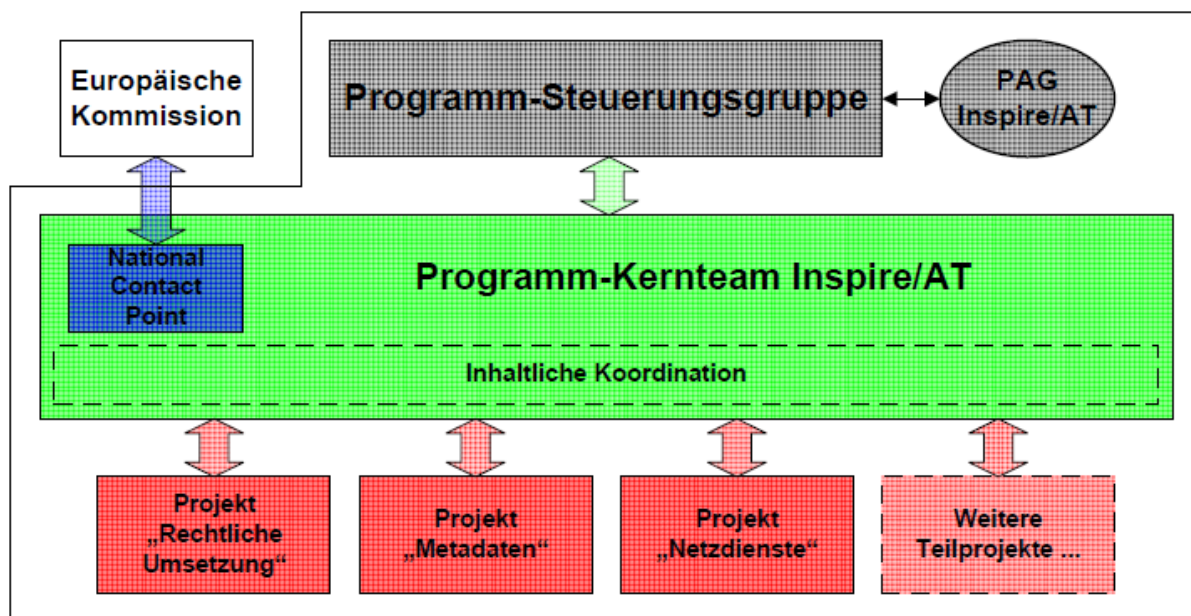 Europäische
Kommission
Programm-Steuerungsgruppe
PAG
Inspire/AT
National
Contact
Point
Programm-Kernteam Inspire/AT
Inhaltliche Koordination
Projekt
„Rechtliche
Umsetzung“
Projekt
„Metadaten“
Projekt
„Netzdienste“
Weitere
Teilprojekte ...